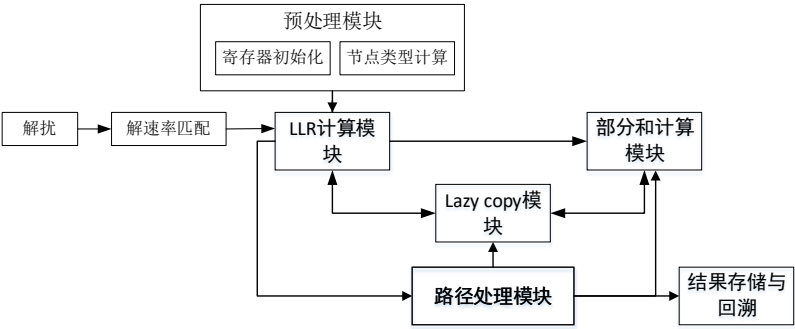 预处理模块
寄存器初始化
节点类型计算
解扰
解速率匹配
LLR计算模
块
部分和计算
模块
Lazy copy模
块
路径处理模块
结果存储与
回溯